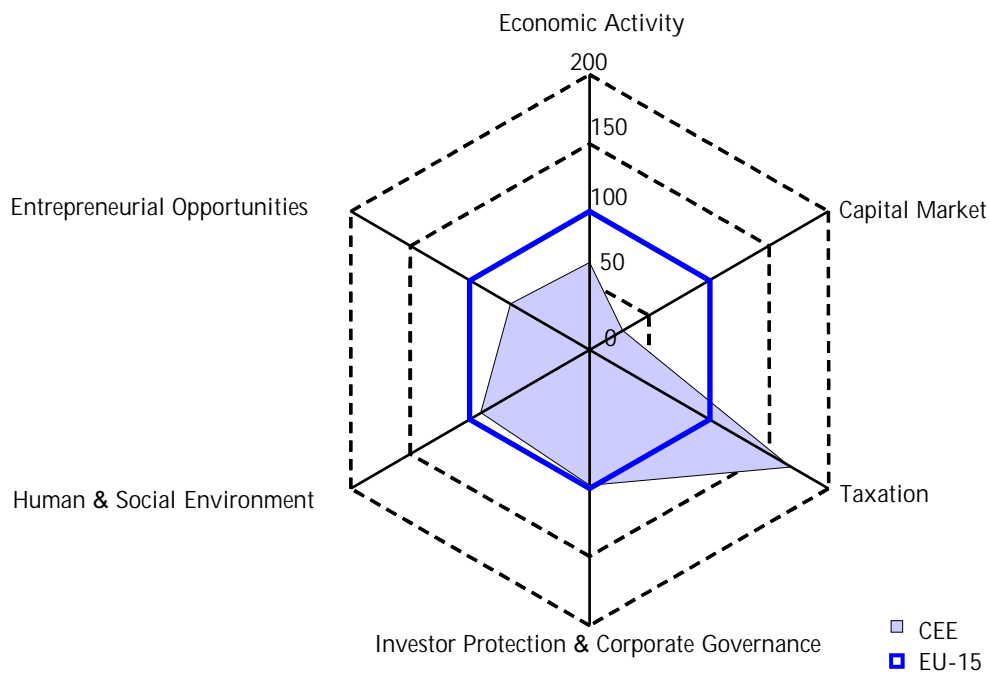 Economic Activity
200
150
100
50
0
Entrepreneurial Opportunities
Capital Market
Human & Social Environment
Taxation
Investor Protection & Corporate Governance
CEE
EU-15